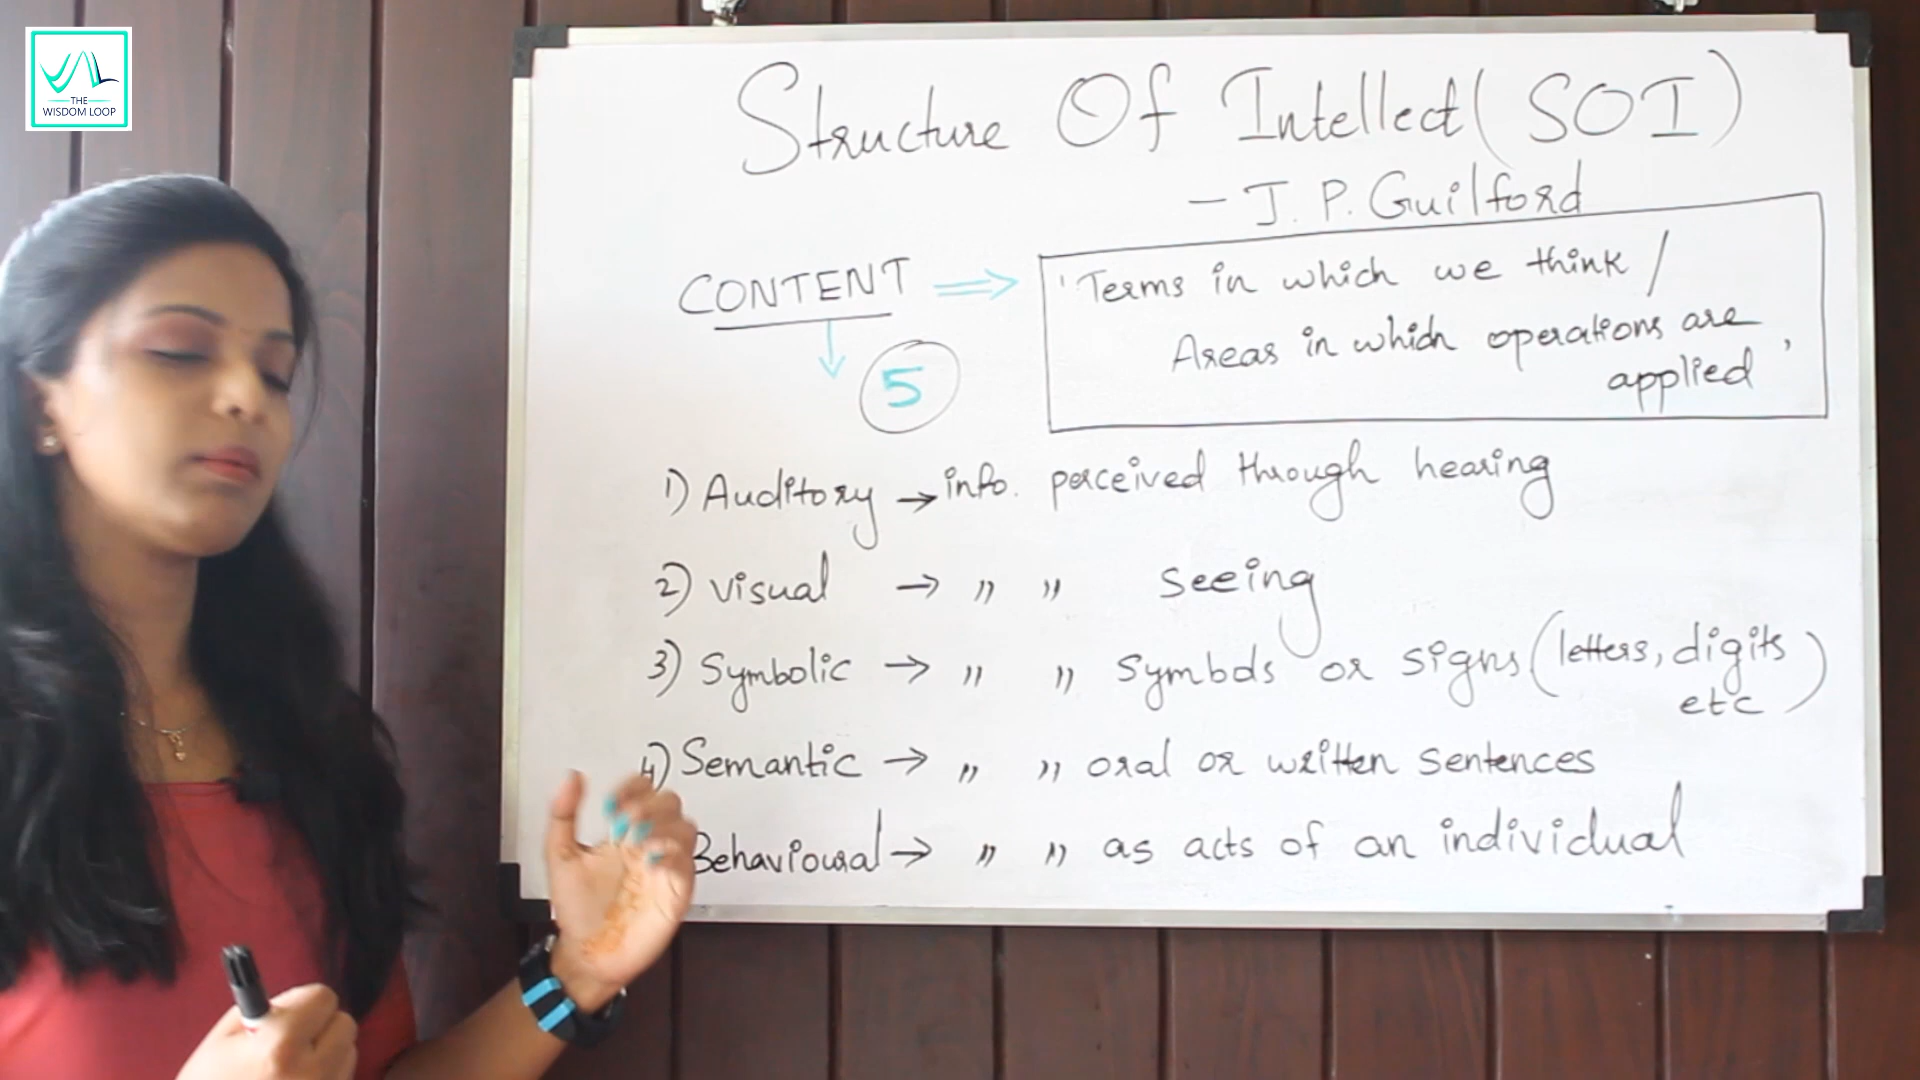 THE
WISDOM LOOP
Structure Of Intellect (SOI)
- J. P. Guilford
CONTENT ⇒ 'Terms in which we think /
Areas in which operations are
applied'
5
1) Auditory → info. perceived through hearing
2) Visual → " " seeing
3) Symbolic → " " symbols or signs (letters, digits
etc)
4) Semantic → " " oral or written sentences
Behavioural → " " as acts of an individual